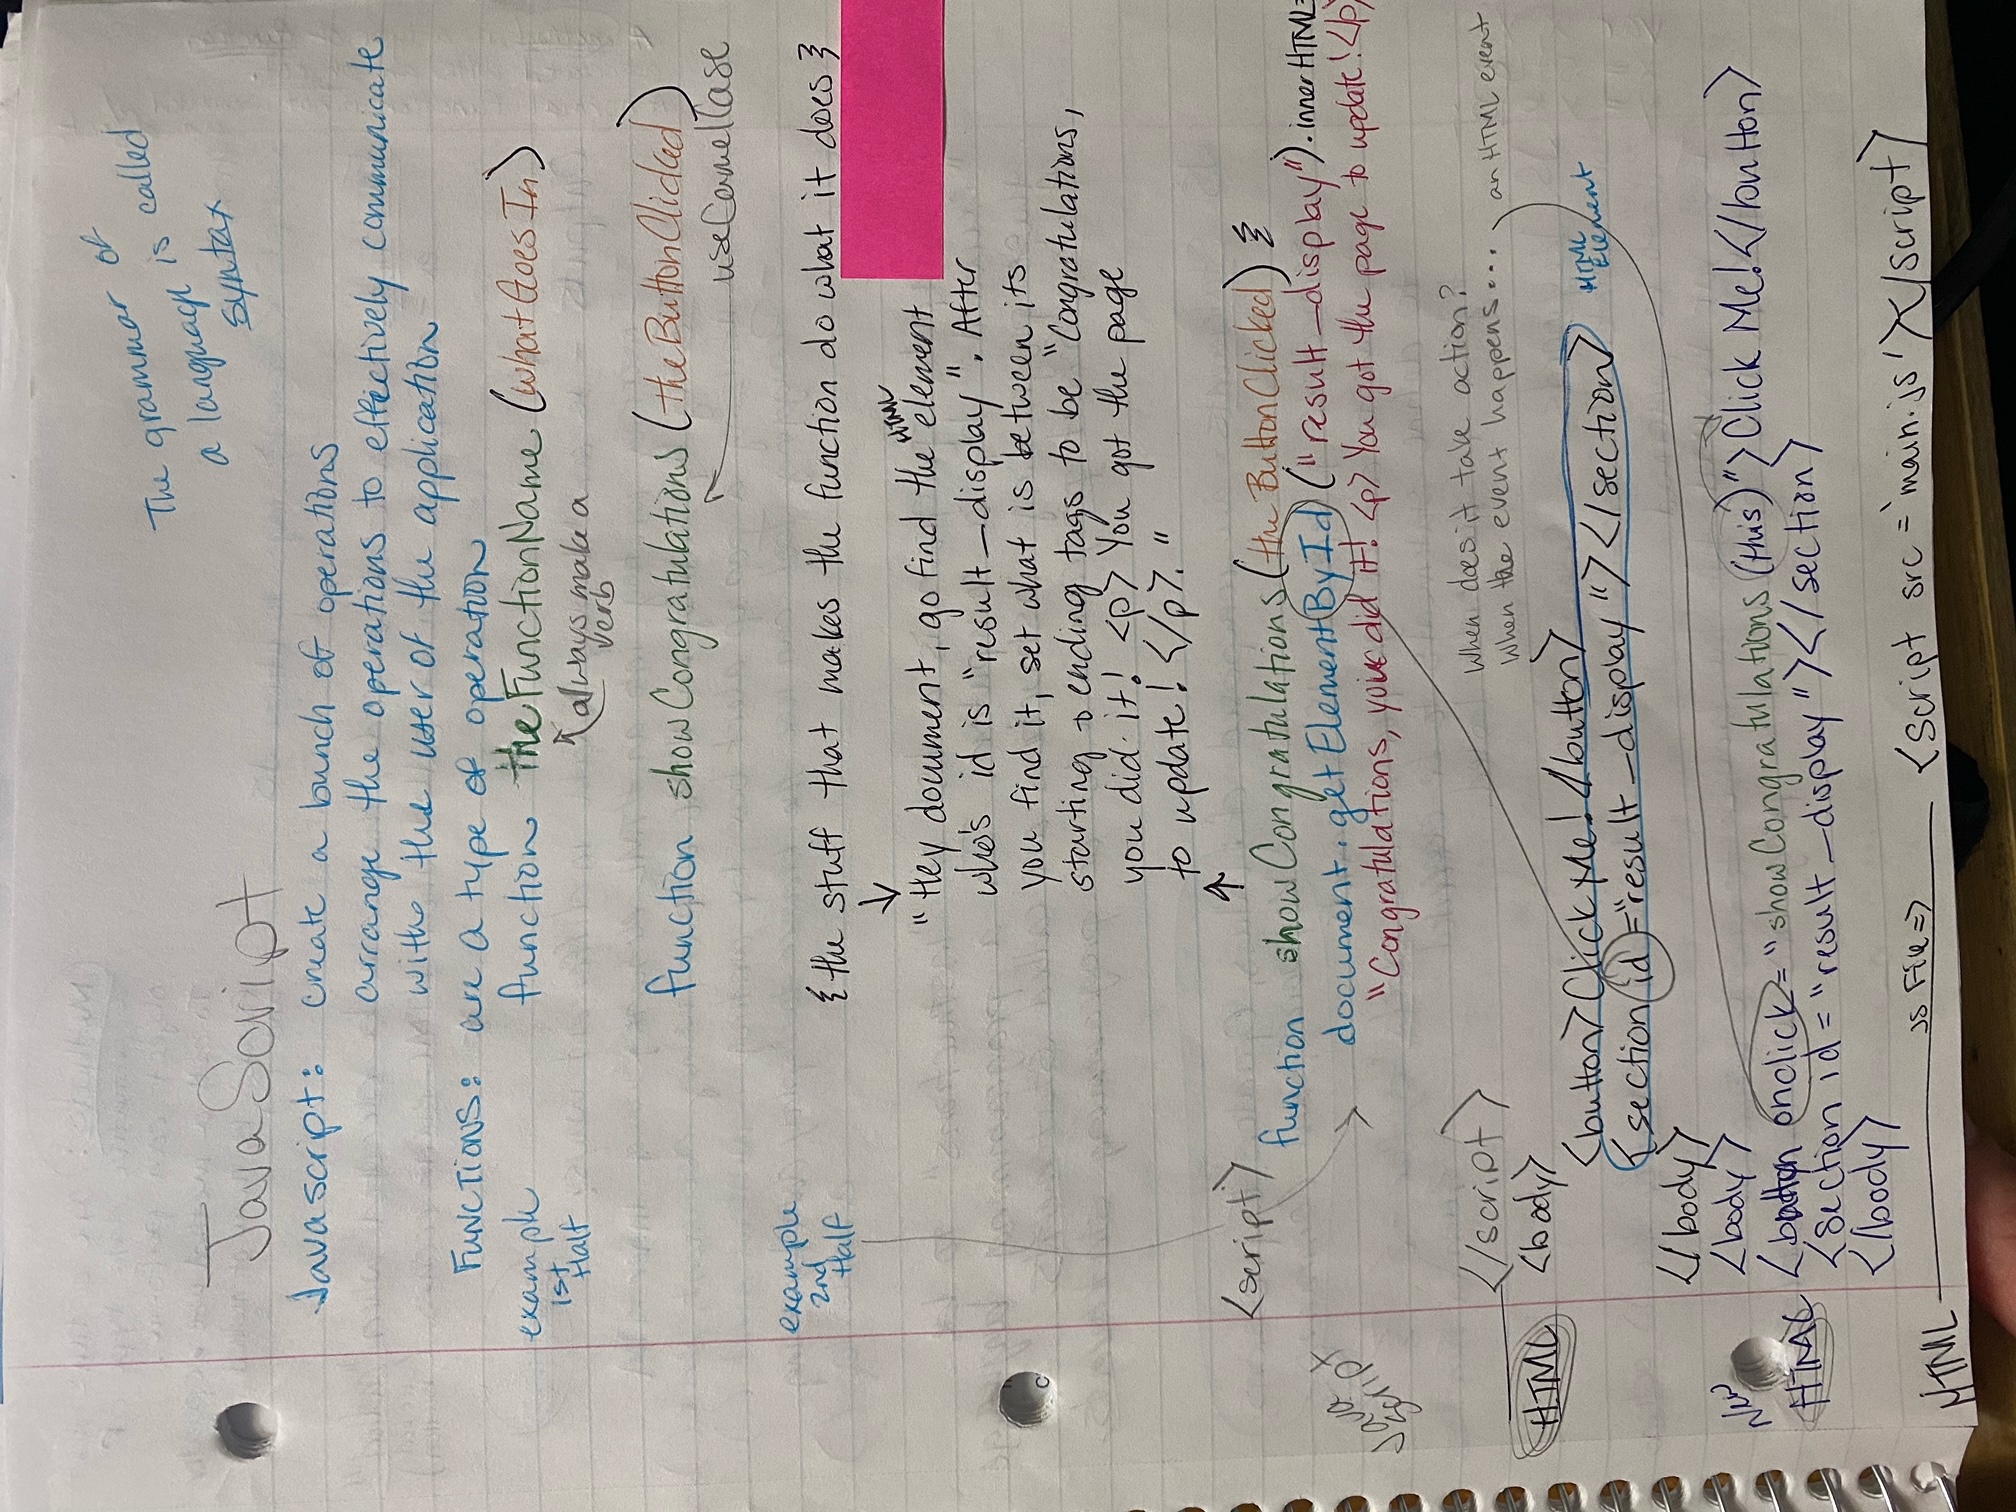 The grammar of
a language is called
syntax
JavaScript
Javascript: create a bunch of operations
arrange the operations to effectively communicate
withe the user of the application
FUNCTIONS: are a type of operation
example
1st
Half
function theFunctionName (whatGoesIn)
always make a
verb
function showCongratulations (theButtonClicked)
useCamelCase
example
2nd
Half
{the stuff that makes the function do what it does}
"Hey document, go find the HTML element
who's id is "result_display". After
you find it, set what is between its
starting & ending tags to be "Congratulations,
you did it! <p> You got the page
to update! </p>."
<script>
function showCongratulations (the ButtonClicked) {
document.getElementById ("result_display").innerHTML=
"Congratulations, you did it! <p> You got the page to update! </p>
Java
Script
</script>
When does it take action?
When the event happens... an HTML event
HTML
<body>
<button>Click Me! </button>
<section id="result_display"></section>
HTML
Element
</body>
New
HTML
<body>
<button onclick="showCongratulations (this)">Click Me!</button>
<section id="result_display"></section>
</body>
HTML JS File => <script src='main.js'></script>